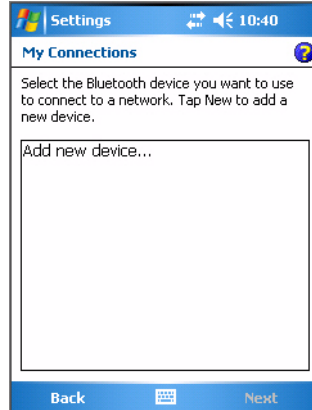 Settings 10:40
My Connections ?
Select the Bluetooth device you want to use
to connect to a network. Tap New to add a
new device.
Add new device...
Back Next